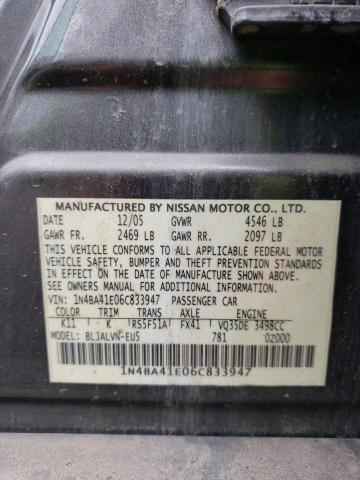 MANUFACTURED BY NISSAN MOTOR CO., LTD.
DATE 12/05 GVWR 4546 LB
GAWR FR. 2469 LB GAWR RR. 2097 LB
THIS VEHICLE CONFORMS TO ALL APPLICABLE FEDERAL MOTOR
VEHICLE SAFETY, BUMPER AND THEFT PREVENTION STANDARDS
IN EFFECT ON THE DATE OF MANUFACTURE SHOWN ABOVE.
SEE OWNERS MANUAL FOR ADDITIONAL INFORMATION.
VIN: 1N4BA41E06C833947 PASSENGER CAR
COLOR TRIM TRANS AXLE ENGINE
K11 K RS5F51A FX41 VQ35DE 3498CC
MODEL: BLJALVN-EU5 781 02000
1N4BA41E06C833947